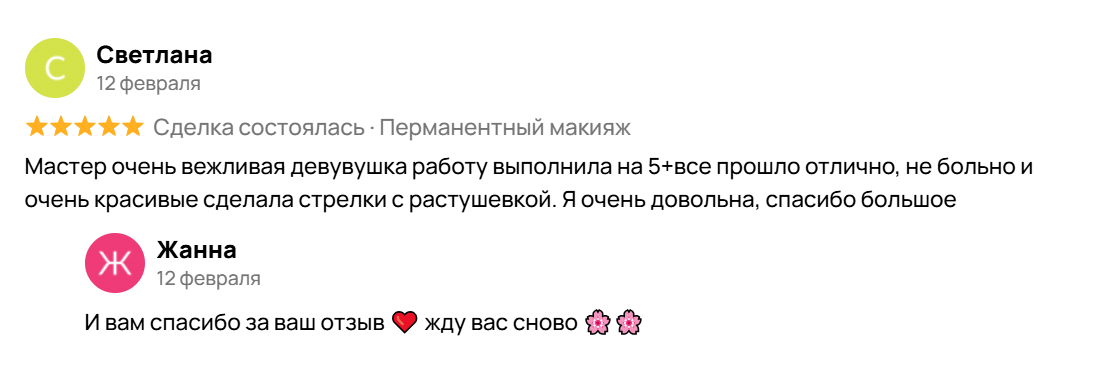 С
Светлана
12 февраля
Сделка состоялась · Перманентный макияж
Мастер очень вежливая девувушка работу выполнила на 5+все прошло отлично, не больно и
очень красивые сделала стрелки с растушевкой. Я очень довольна, спасибо большое
Ж
Жанна
12 февраля
И вам спасибо за ваш отзыв ❤️ жду вас сново 🌸🌸